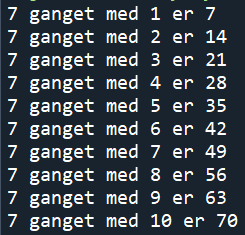 7 ganget med 1 er 7
7 ganget med 2 er 14
7 ganget med 3 er 21
7 ganget med 4 er 28
7 ganget med 5 er 35
7 ganget med 6 er 42
7 ganget med 7 er 49
7 ganget med 8 er 56
7 ganget med 9 er 63
7 ganget med 10 er 70